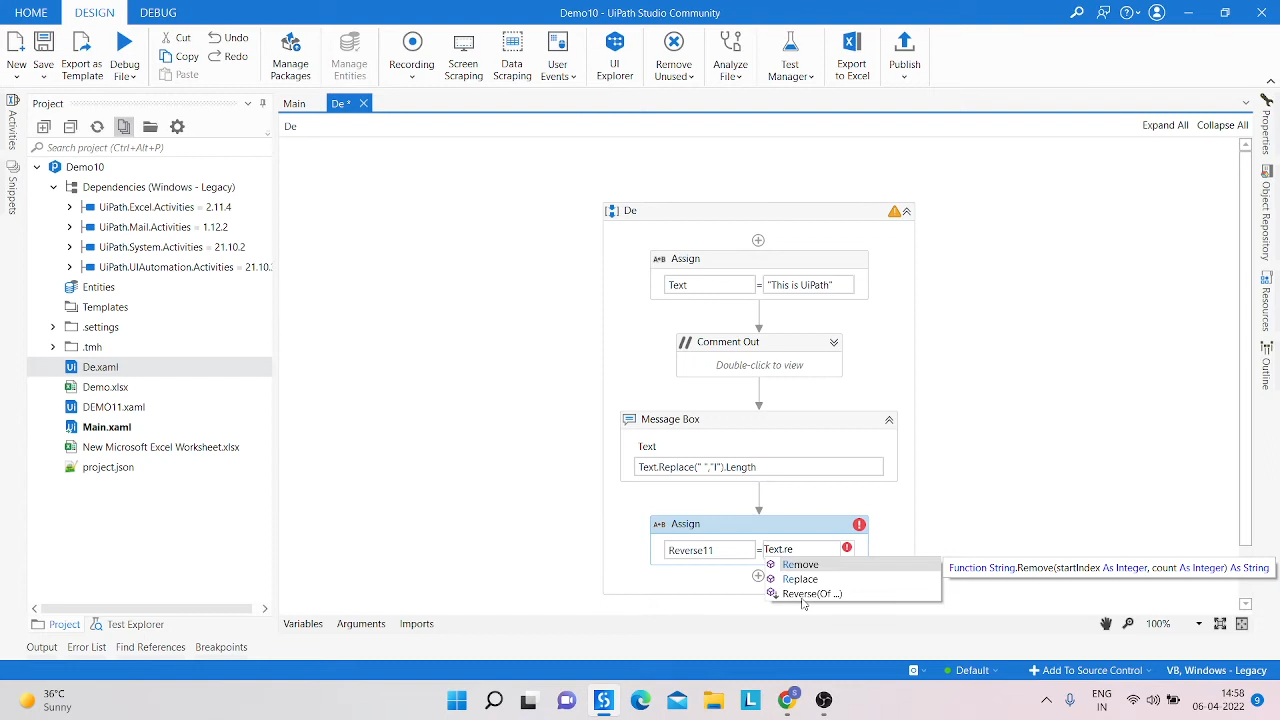 HOME
DESIGN
DEBUG
Demo10 - UiPath Studio Community
New
Save
Export as Template
Debug File
Cut
Copy
Paste
Undo
Redo
Manage Packages
Manage Entities
Recording
Screen Scraping
Data Scraping
User Events
UI Explorer
Remove Unused
Analyze File
Test Manager
Export to Excel
Publish
Project
Main
De *
De
Expand All
Collapse All
Activities
Snippets
Search project (Ctrl+Alt+P)
Demo10
Dependencies (Windows - Legacy)
UiPath.Excel.Activities = 2.11.4
UiPath.Mail.Activities = 1.12.2
UiPath.System.Activities = 21.10.2
UiPath.UIAutomation.Activities = 21.10.
Entities
Templates
.settings
.tmh
De.xaml
Demo.xlsx
DEMO11.xaml
Main.xaml
New Microsoft Excel Worksheet.xlsx
project.json
De
A*B Assign
Text = "This is UiPath"
// Comment Out
Double-click to view
Message Box
Text
Text.Replace(" ","I").Length
A*B Assign
Reverse11 = Text.re
Remove
Replace
Reverse(Of ...)
Function String.Remove(startIndex As Integer, count As Integer) As String
Properties
Object Repository
Resources
Outline
Project
Test Explorer
Variables
Arguments
Imports
100%
Output
Error List
Find References
Breakpoints
Default
Add To Source Control
VB, Windows - Legacy
36°C
Sunny
ENG
IN
14:58
06-04-2022
9